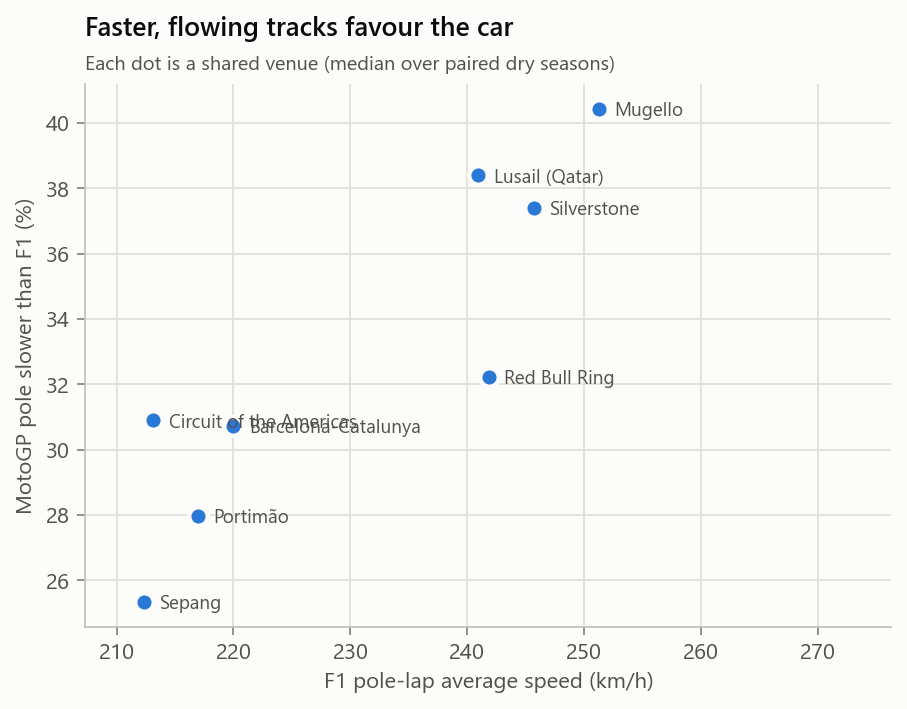 Faster, flowing tracks favour the car
Each dot is a shared venue (median over paired dry seasons)
MotoGP pole slower than F1 (%)
40
38
36
34
32
30
28
26
Mugello
Lusail (Qatar)
Silverstone
Red Bull Ring
Circuit of the Americas
Barcelona-Catalunya
Portimão
Sepang
210 220 230 240 250 260 270
F1 pole-lap average speed (km/h)